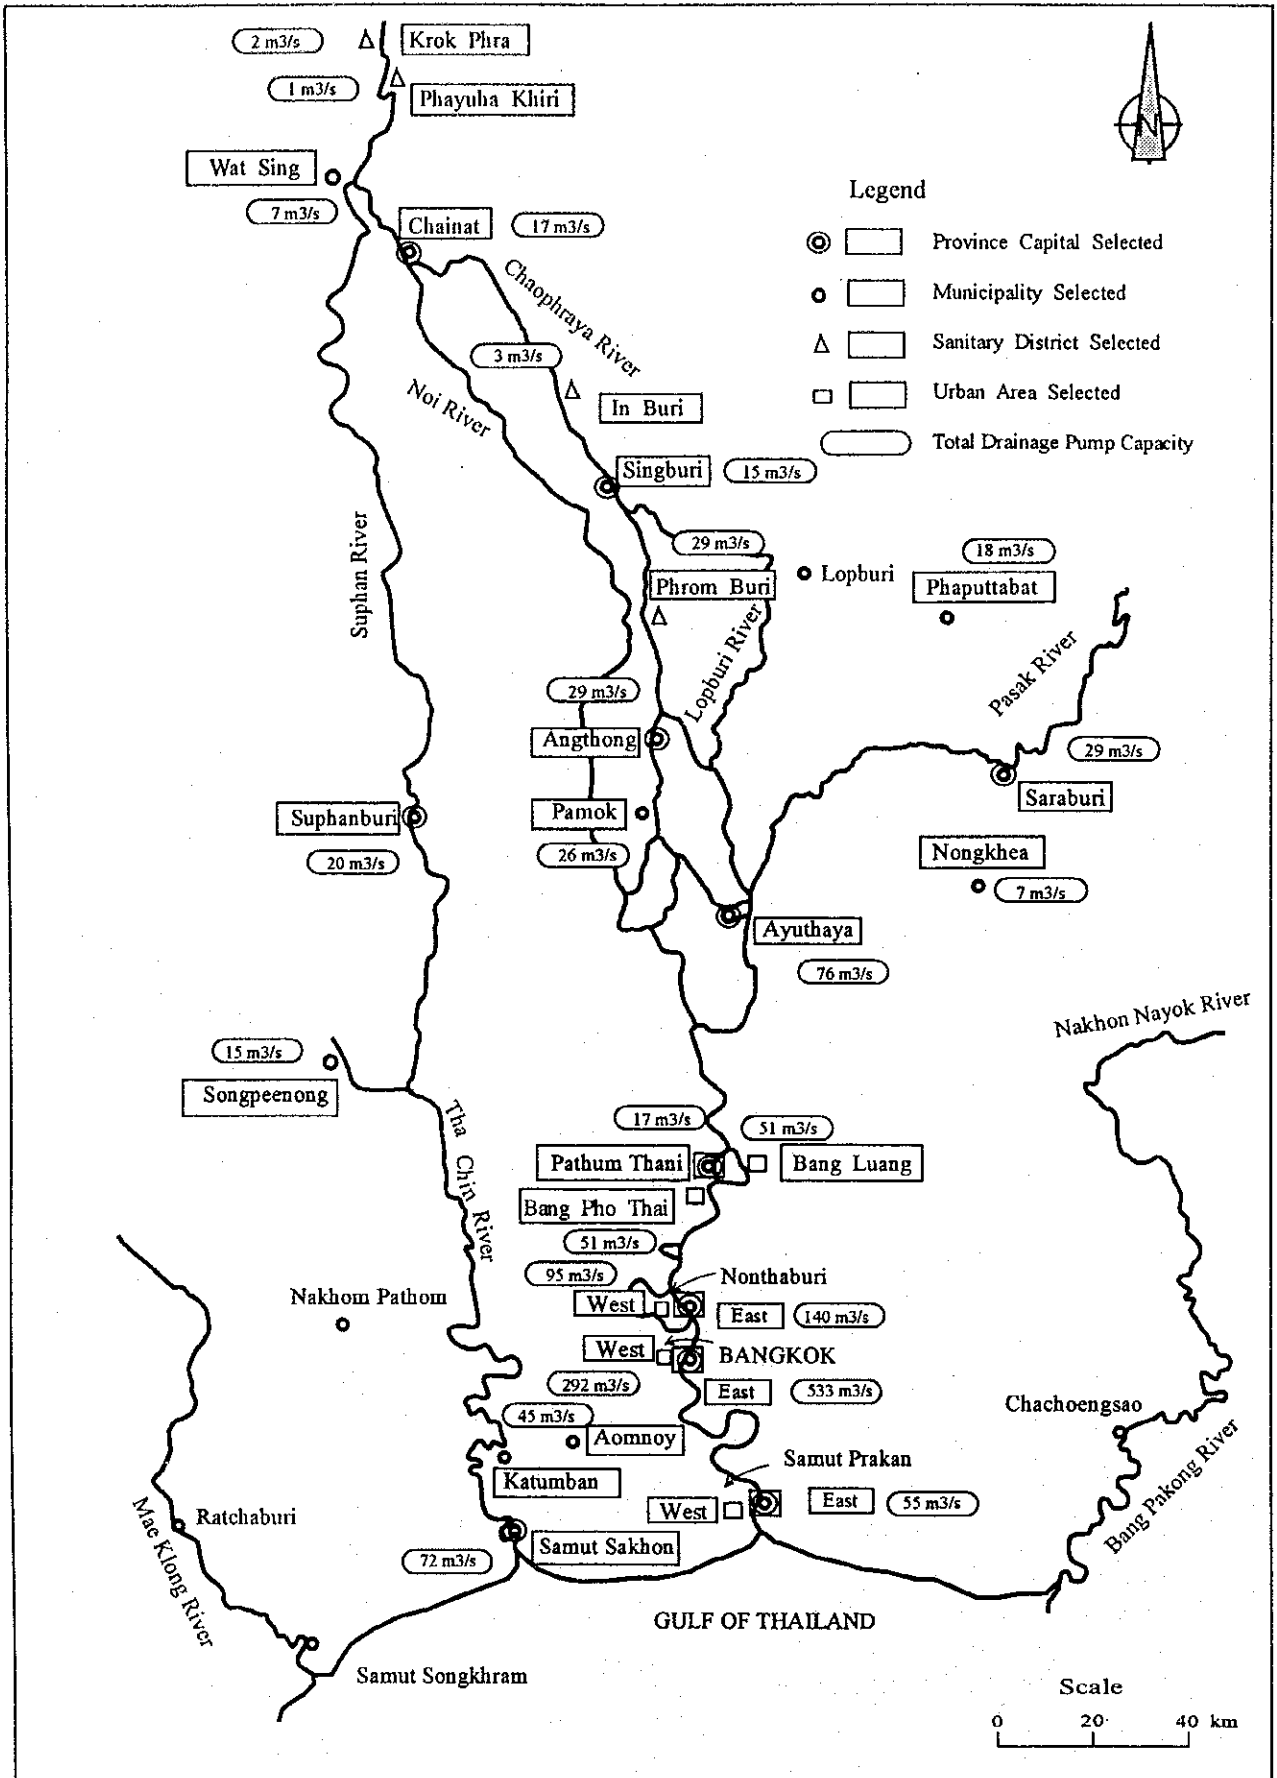 2 m3/s
Krok Phra
1 m3/s
Phayuha Khiri
N
Wat Sing
7 m3/s
Chainat
17 m3/s
Legend
Province Capital Selected
Municipality Selected
Sanitary District Selected
Urban Area Selected
Total Drainage Pump Capacity
Chaophraya River
3 m3/s
Noi River
In Buri
Singburi
15 m3/s
Suphan River
29 m3/s
Lopburi
18 m3/s
Phaputtabat
Phrom Buri
Lopburi River
Pasak River
29 m3/s
Angthong
29 m3/s
Saraburi
Suphanburi
20 m3/s
Pamok
26 m3/s
Nongkhea
7 m3/s
Ayuthaya
76 m3/s
Nakhon Nayok River
15 m3/s
Songpeenong
Tha Chin River
17 m3/s
51 m3/s
Pathum Thani
Bang Luang
Bang Pho Thai
51 m3/s
95 m3/s
Nonthaburi
West
East
140 m3/s
Nakhom Pathom
West
BANGKOK
292 m3/s
East
533 m3/s
45 m3/s
Aomnoy
Chachoengsao
Katumban
Samut Prakan
West
East
55 m3/s
Bang Pakong River
Mae Klong River
Ratchaburi
72 m3/s
Samut Sakhon
GULF OF THAILAND
Samut Songkhram
Scale
0 20 40 km